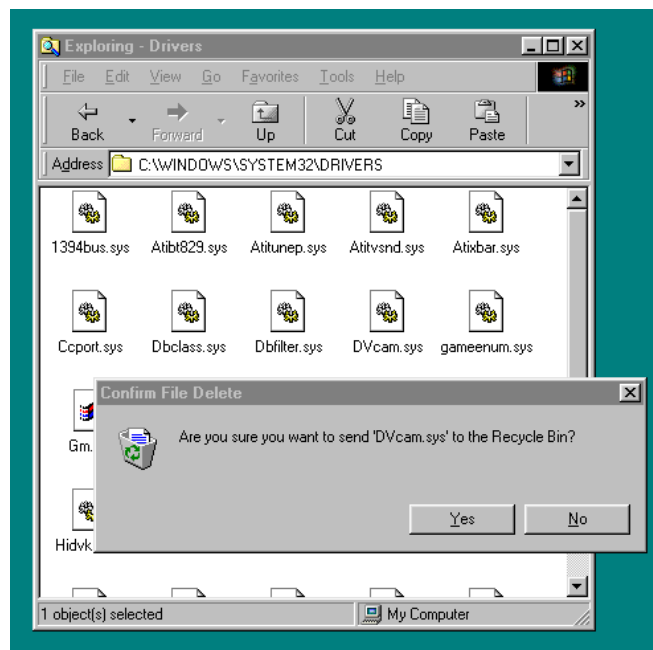 Exploring - Drivers
File Edit View Go Favorites Tools Help
Back Forward Up Cut Copy Paste »
Address C:\WINDOWS\SYSTEM32\DRIVERS
1394bus.sys Atibt829.sys Atitunep.sys Atitvsnd.sys Atixbar.sys
Ccport.sys Dbclass.sys Dbfilter.sys DVcam.sys gameenum.sys
Confirm File Delete
Gm.
Are you sure you want to send 'DVcam.sys' to the Recycle Bin?
Yes No
Hidvk
1 object(s) selected My Computer